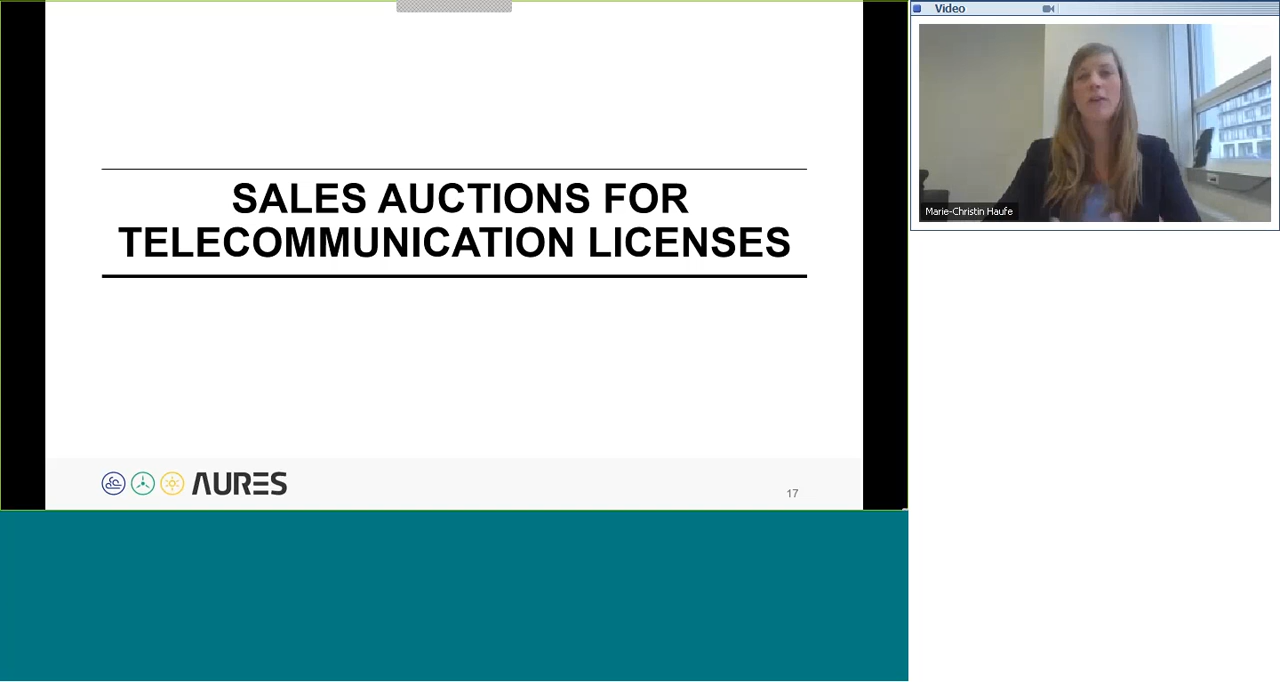 Video
SALES AUCTIONS FOR
TELECOMMUNICATION LICENSES
Marie-Christin Haufe
AURES
17